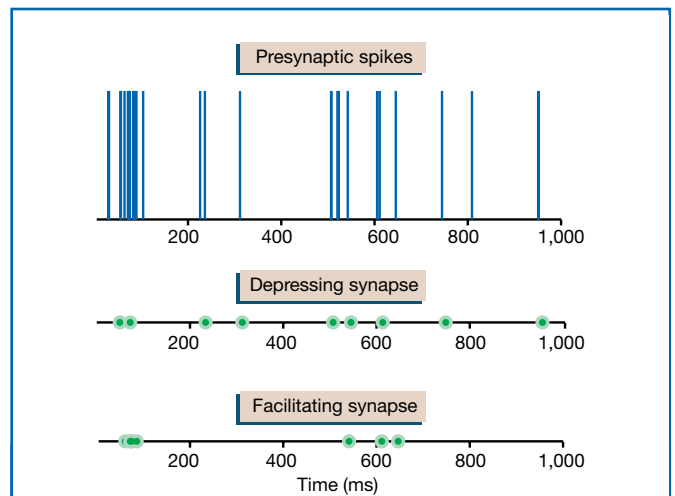 Presynaptic spikes
200 400 600 800 1,000
Depressing synapse
200 400 600 800 1,000
Facilitating synapse
200 400 600 800 1,000
Time (ms)